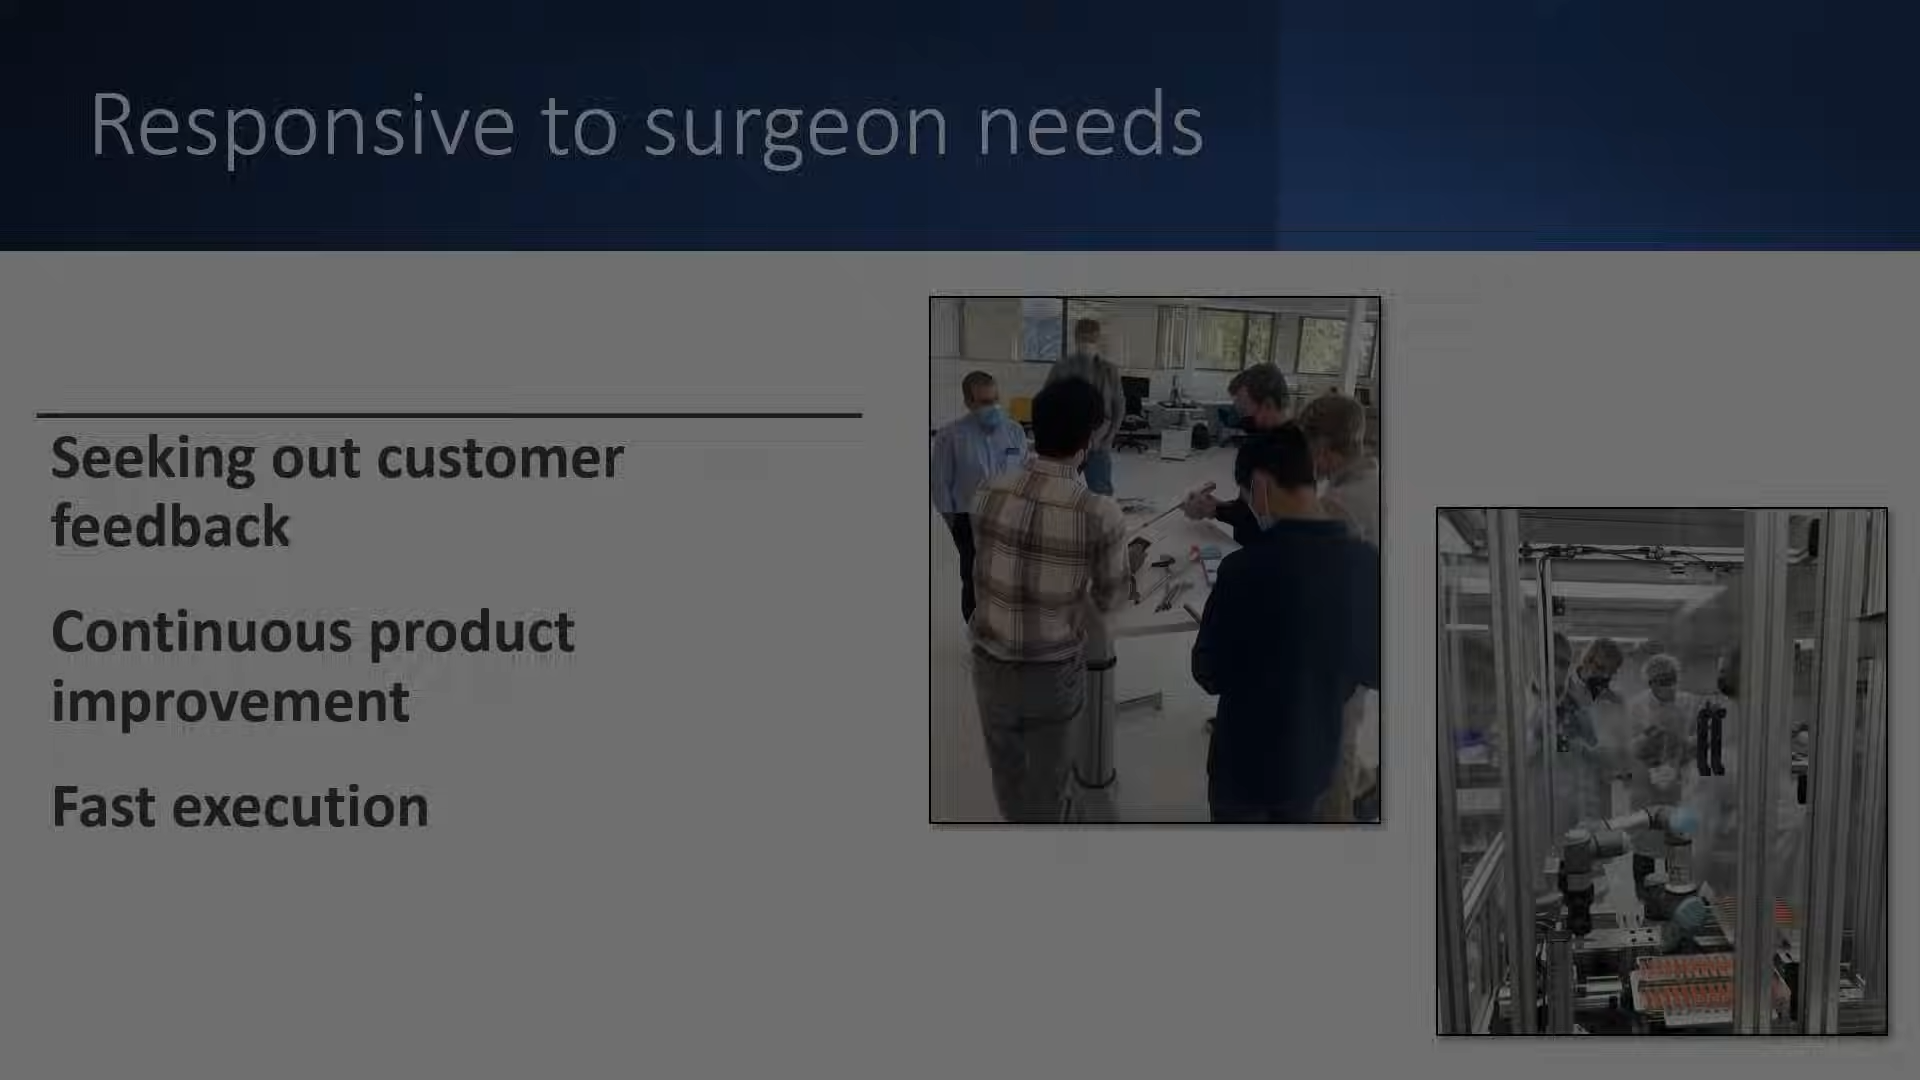 Responsive to surgeon needs
Seeking out customer
feedback
Continuous product
improvement
Fast execution